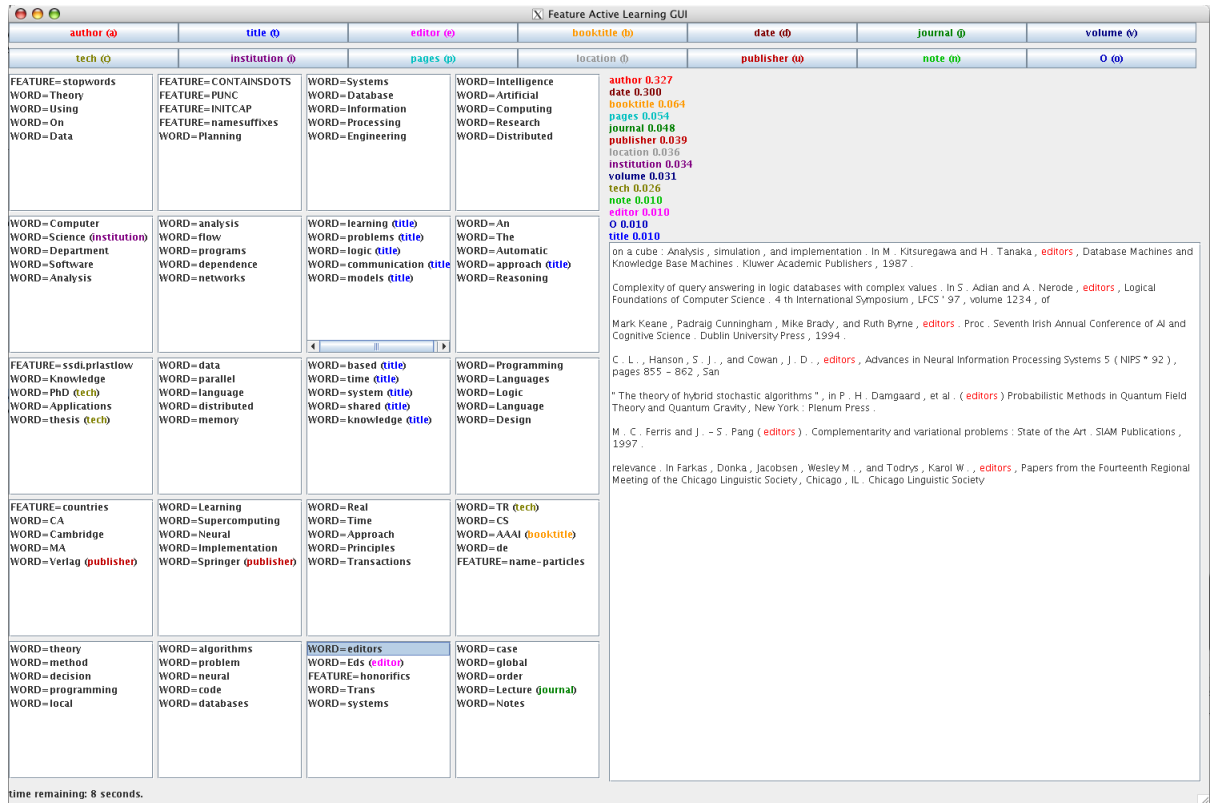 Feature Active Learning GUI
author (a)
title (t)
editor (e)
booktitle (b)
date (d)
journal (j)
volume (v)
tech (c)
institution (i)
pages (p)
location (l)
publisher (u)
note (n)
O (o)
FEATURE=stopwords
WORD=Theory
WORD=Using
WORD=On
WORD=Data
FEATURE=CONTAINSDOTS
FEATURE=PUNC
FEATURE=INITCAP
FEATURE=namesuffixes
WORD=Planning
WORD=Systems
WORD=Database
WORD=Information
WORD=Processing
WORD=Engineering
WORD=Intelligence
WORD=Artificial
WORD=Computing
WORD=Research
WORD=Distributed
WORD=Computer
WORD=Science (institution)
WORD=Department
WORD=Software
WORD=Analysis
WORD=analysis
WORD=flow
WORD=programs
WORD=dependence
WORD=networks
WORD=learning (title)
WORD=problems (title)
WORD=logic (title)
WORD=communication (title
WORD=models (title)
WORD=An
WORD=The
WORD=Automatic
WORD=approach (title)
WORD=Reasoning
FEATURE=ssdi.prlastlow
WORD=Knowledge
WORD=PhD (tech)
WORD=Applications
WORD=thesis (tech)
WORD=data
WORD=parallel
WORD=language
WORD=distributed
WORD=memory
WORD=based (title)
WORD=time (title)
WORD=system (title)
WORD=shared (title)
WORD=knowledge (title)
WORD=Programming
WORD=Languages
WORD=Logic
WORD=Language
WORD=Design
FEATURE=countries
WORD=CA
WORD=Cambridge
WORD=MA
WORD=Verlag (publisher)
WORD=Learning
WORD=Supercomputing
WORD=Neural
WORD=Implementation
WORD=Springer (publisher)
WORD=Real
WORD=Time
WORD=Approach
WORD=Principles
WORD=Transactions
WORD=TR (tech)
WORD=CS
WORD=AAAI (booktitle)
WORD=de
FEATURE=name-particles
WORD=theory
WORD=method
WORD=decision
WORD=programming
WORD=local
WORD=algorithms
WORD=problem
WORD=neural
WORD=code
WORD=databases
WORD=editors
WORD=Eds (editor)
FEATURE=honorifics
WORD=Trans
WORD=systems
WORD=case
WORD=global
WORD=order
WORD=Lecture (journal)
WORD=Notes
author 0.327
date 0.300
booktitle 0.064
pages 0.054
journal 0.048
publisher 0.039
location 0.036
institution 0.034
volume 0.031
tech 0.026
note 0.010
editor 0.010
O 0.010
title 0.010
on a cube : Analysis , simulation , and implementation . In M . Kitsuregawa and H . Tanaka , editors , Database Machines and
Knowledge Base Machines . Kluwer Academic Publishers , 1987 .
Complexity of query answering in logic databases with complex values . In S . Adian and A . Nerode , editors , Logical
Foundations of Computer Science . 4 th International Symposium , LFCS ' 97 , volume 1234 , of
Mark Keane , Padraig Cunningham , Mike Brady , and Ruth Byrne , editors . Proc . Seventh Irish Annual Conference of AI and
Cognitive Science . Dublin University Press , 1994 .
C . L . , Hanson , S . J . , and Cowan , J . D . , editors , Advances in Neural Information Processing Systems 5 ( NIPS * 92 ) ,
pages 855 - 862 , San
" The theory of hybrid stochastic algorithms " , in P . H . Damgaard , et al . ( editors ) Probabilistic Methods in Quantum Field
Theory and Quantum Gravity , New York : Plenum Press .
M . C . Ferris and J . - S . Pang ( editors ) . Complementarity and variational problems : State of the Art . SIAM Publications ,
1997 .
relevance . In Farkas , Donka , Jacobsen , Wesley M . , and Todrys , Karol W . , editors , Papers from the Fourteenth Regional
Meeting of the Chicago Linguistic Society , Chicago , IL . Chicago Linguistic Society
time remaining: 8 seconds.